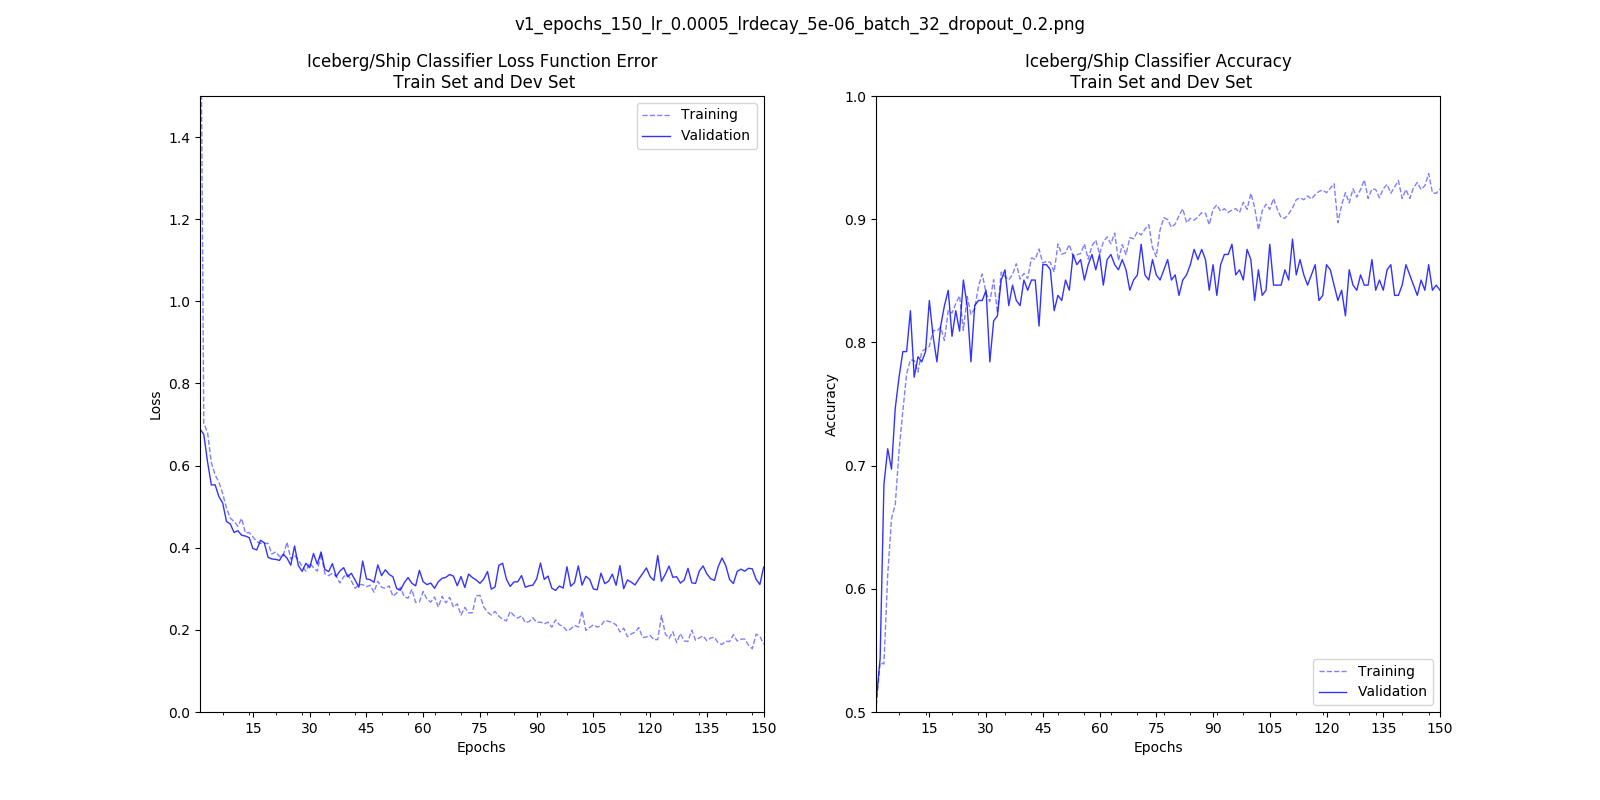 v1_epochs_150_lr_0.0005_lrdecay_5e-06_batch_32_dropout_0.2.png
Iceberg/Ship Classifier Loss Function Error
Train Set and Dev Set
Training
Validation
1.4
1.2
1.0
0.8
0.6
0.4
0.2
0.0
Loss
15 30 45 60 75 90 105 120 135 150
Epochs
Iceberg/Ship Classifier Accuracy
Train Set and Dev Set
1.0
0.9
0.8
0.7
0.6
0.5
Accuracy
Training
Validation
15 30 45 60 75 90 105 120 135 150
Epochs